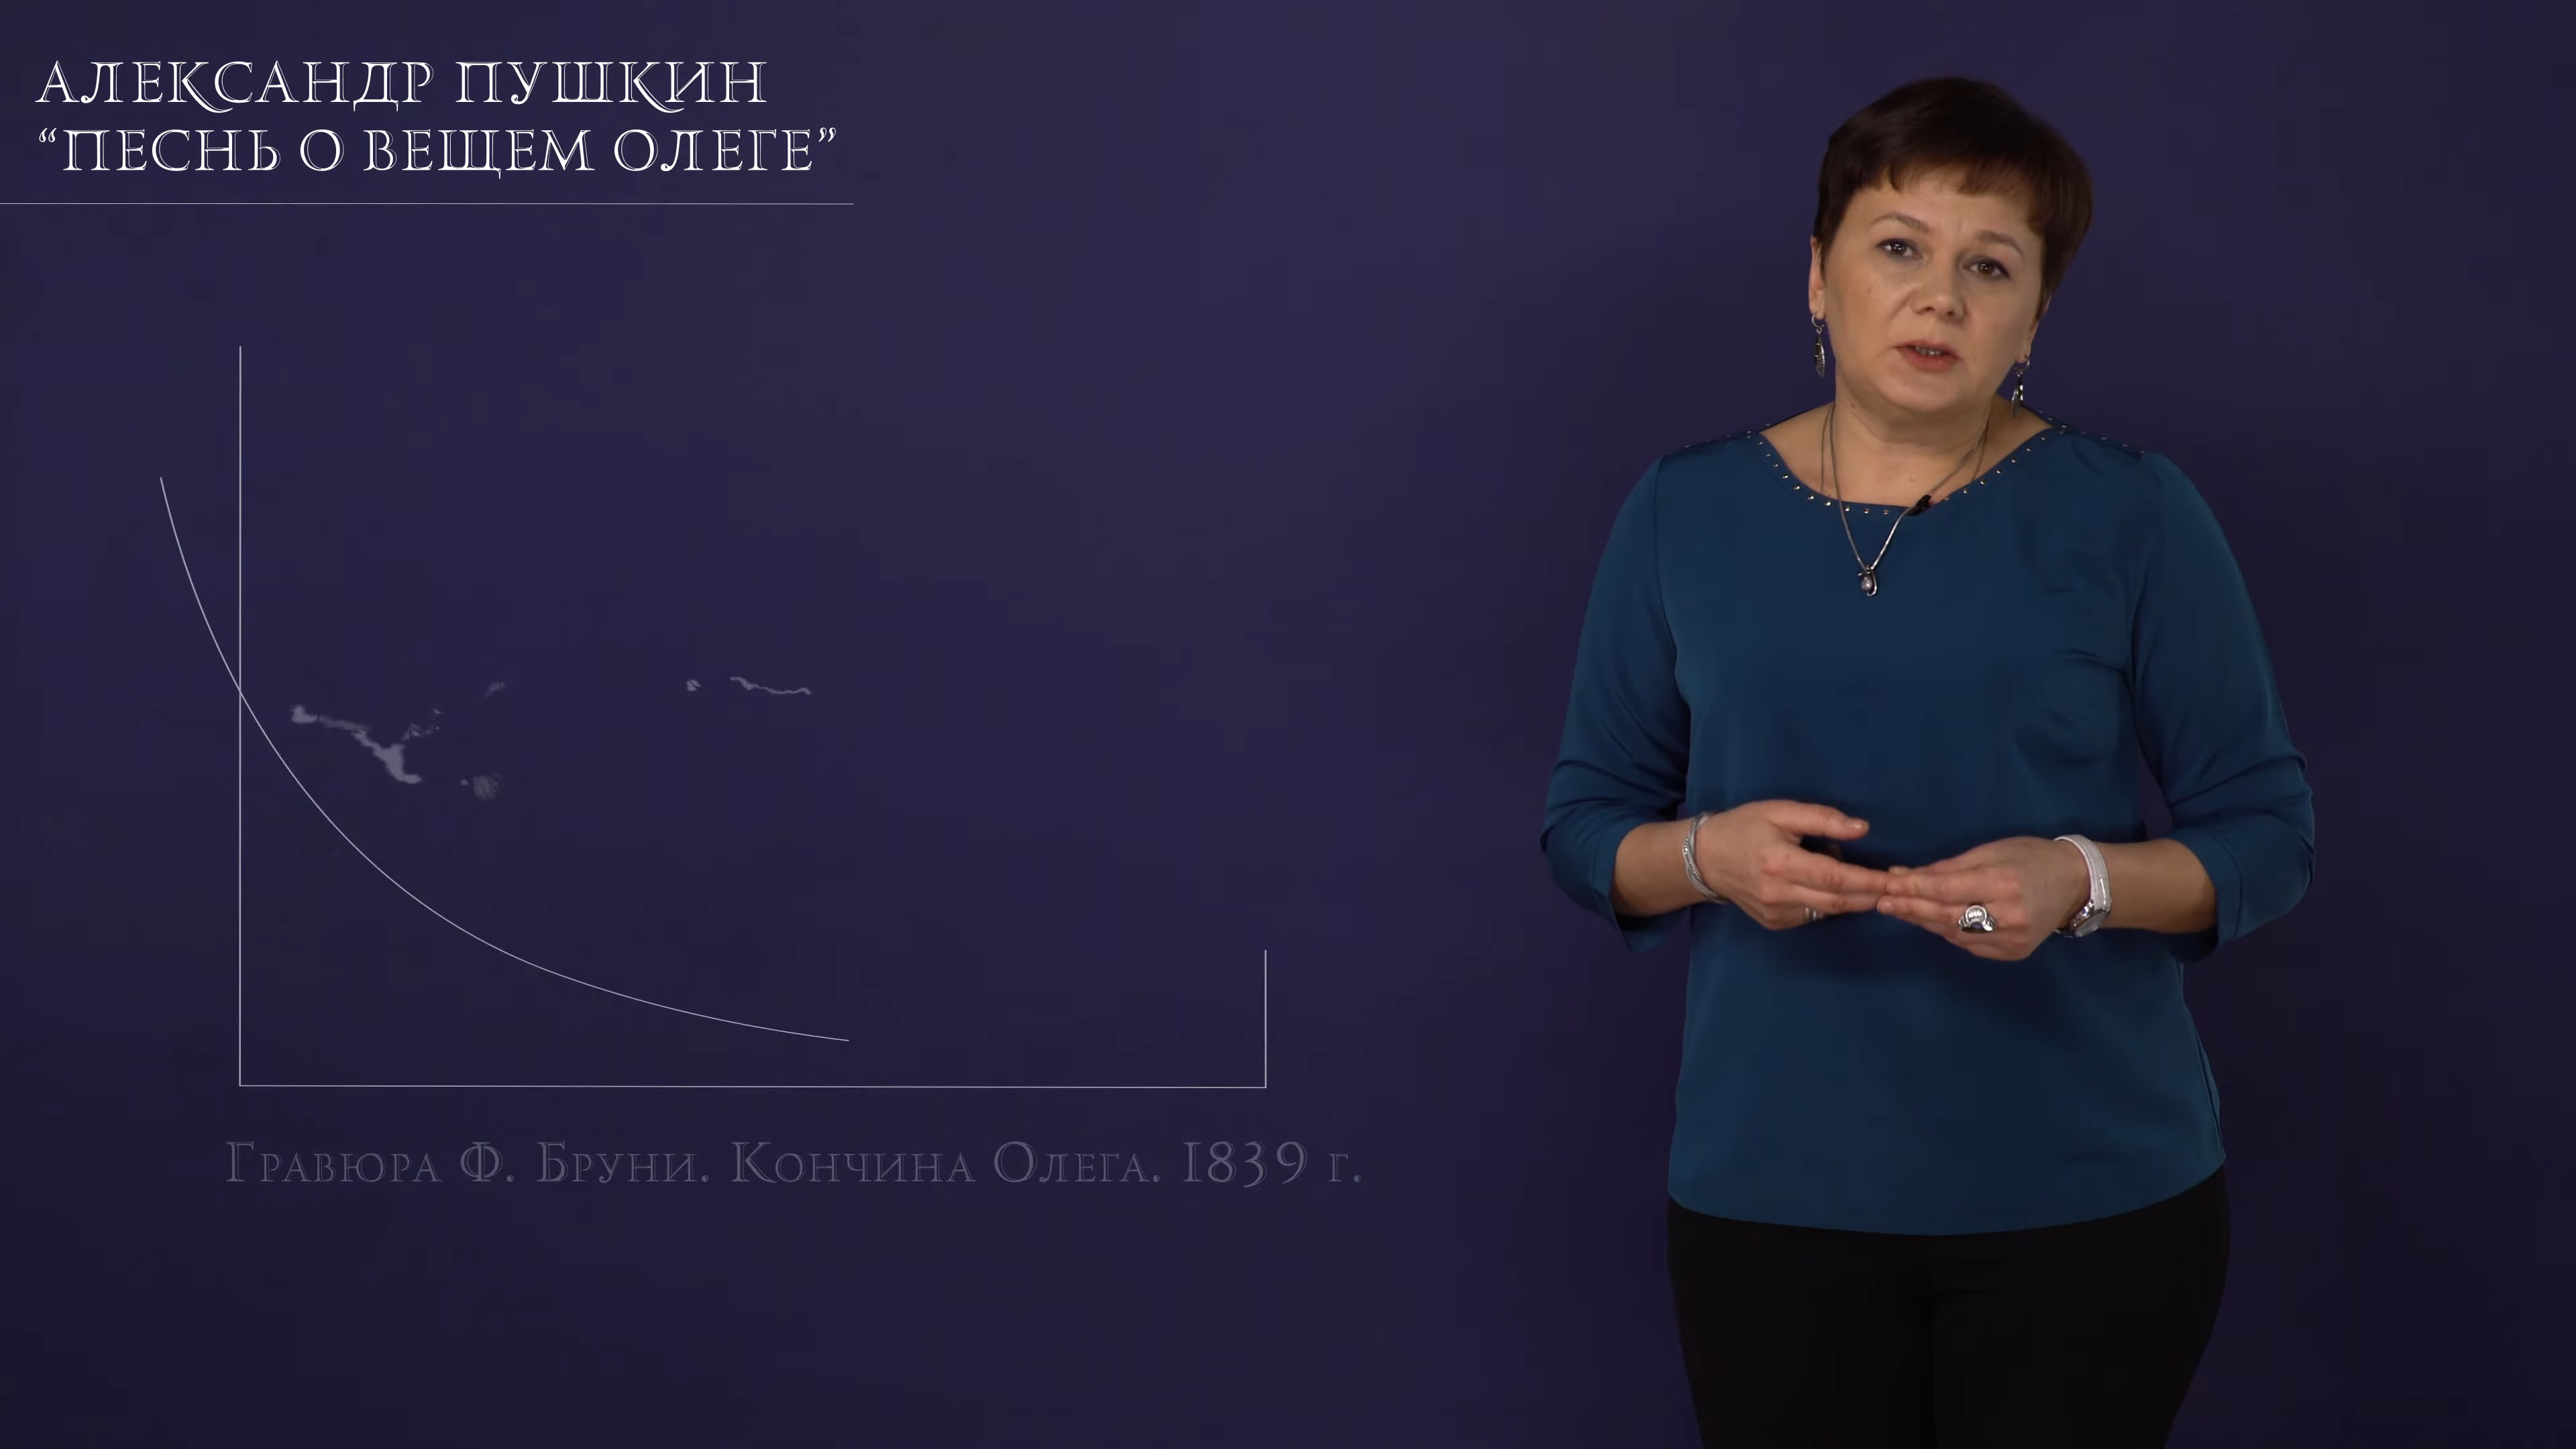 АЛЕКСАНДР ПУШКИН
“ПЕСНЬ О ВЕЩЕМ ОЛЕГЕ”
Гравюра Ф. Бруни. Кончина Олега. 1839 г.